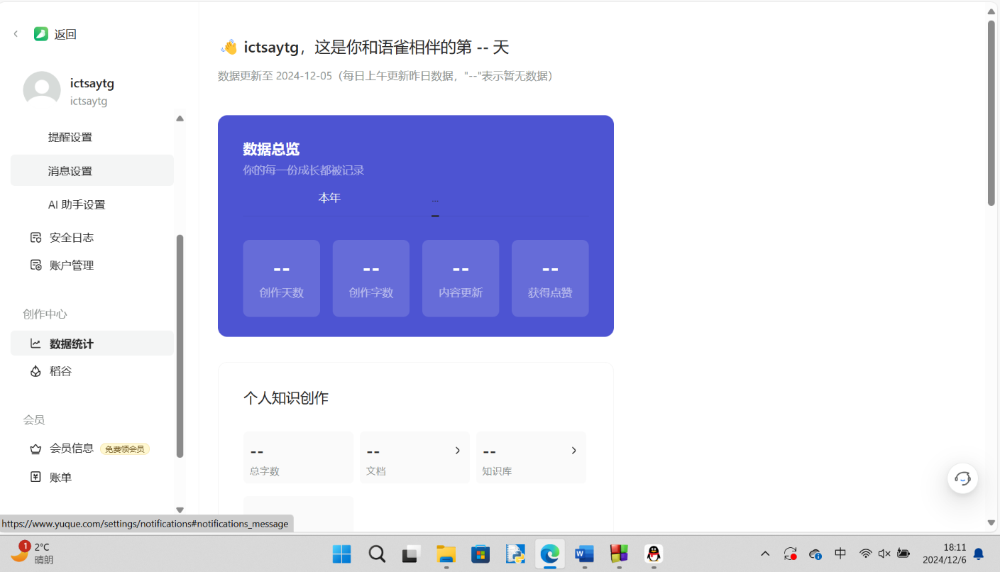 返回
ictsaytg
ictsaytg
提醒设置
消息设置
AI 助手设置
安全日志
账户管理
创作中心
数据统计
稻谷
会员
会员信息 免费领会员
账单
ictsaytg，这是你和语雀相伴的第 -- 天
数据更新至 2024-12-05（每日上午更新昨日数据，"--"表示暂无数据）
数据总览
你的每一份成长都被记录
本年 ...
-- -- -- --
创作天数 创作字数 内容更新 获得点赞
个人知识创作
-- -- --
总字数 文档 知识库
https://www.yuque.com/settings/notifications#notifications_message
1
2°C
晴朗
中
18:11
2024/12/6